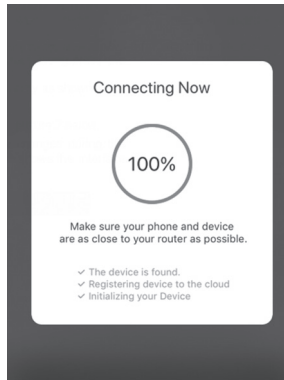 Connecting Now
100%
Make sure your phone and device
are as close to your router as possible.
✓ The device is found.
✓ Registering device to the cloud
✓ Initializing your Device